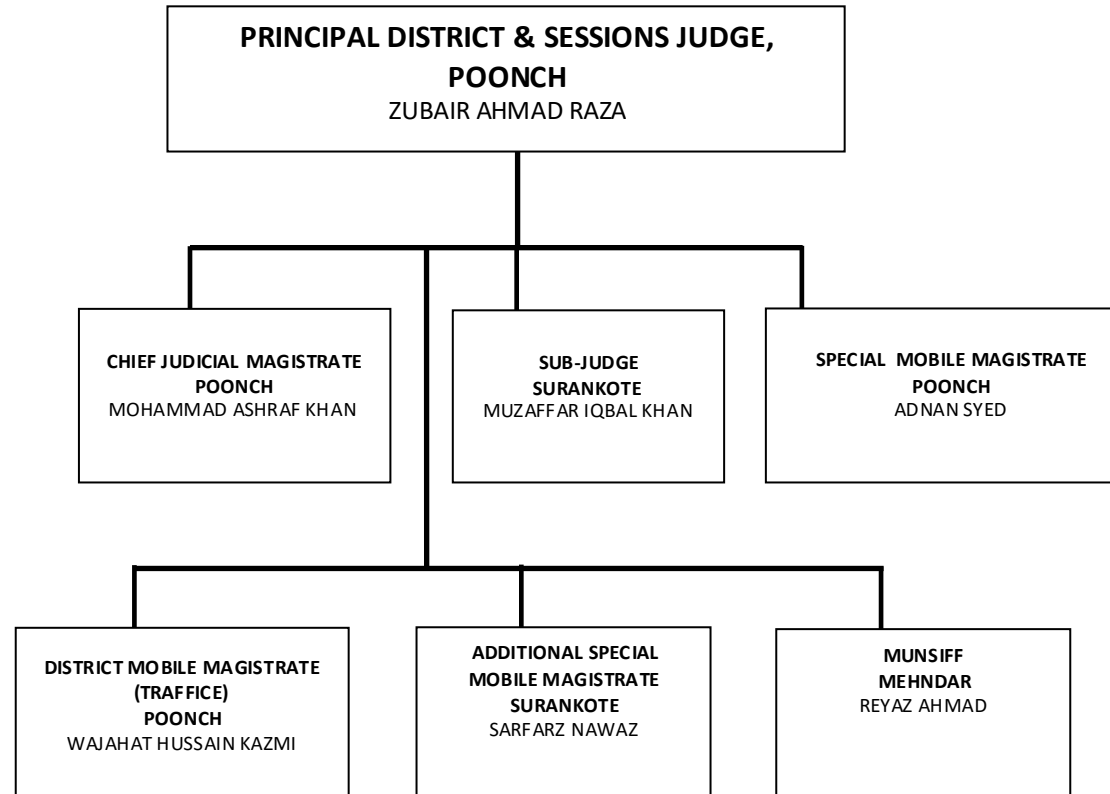 PRINCIPAL DISTRICT & SESSIONS JUDGE,
POONCH
ZUBAIR AHMAD RAZA
CHIEF JUDICIAL MAGISTRATE
POONCH
MOHAMMAD ASHRAF KHAN
SUB-JUDGE
SURANKOTE
MUZAFFAR IQBAL KHAN
SPECIAL MOBILE MAGISTRATE
POONCH
ADNAN SYED
DISTRICT MOBILE MAGISTRATE
(TRAFFICE)
POONCH
WAJAHAT HUSSAIN KAZMI
ADDITIONAL SPECIAL
MOBILE MAGISTRATE
SURANKOTE
SARFARZ NAWAZ
MUNSIFF
MEHNDAR
REYAZ AHMAD